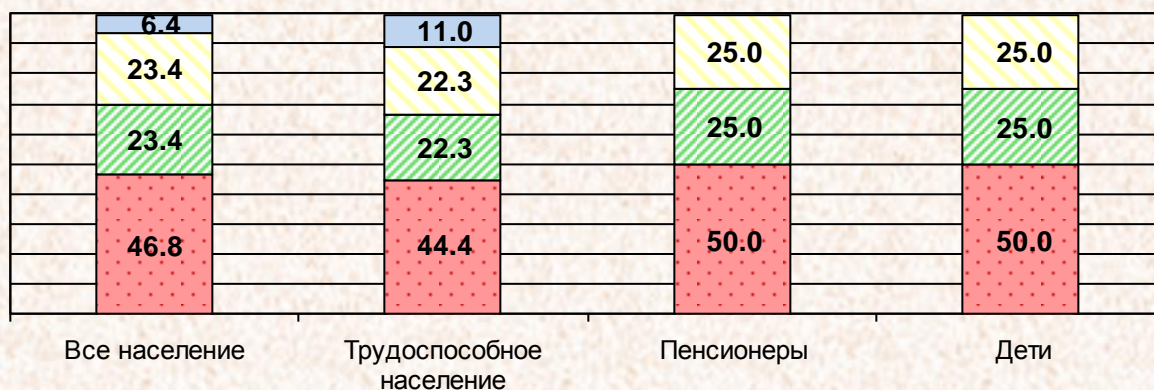 6.4
11.0
23.4
22.3
25.0
25.0
23.4
22.3
25.0
25.0
46.8
44.4
50.0
50.0
Все население
Трудоспособное
население
Пенсионеры
Дети